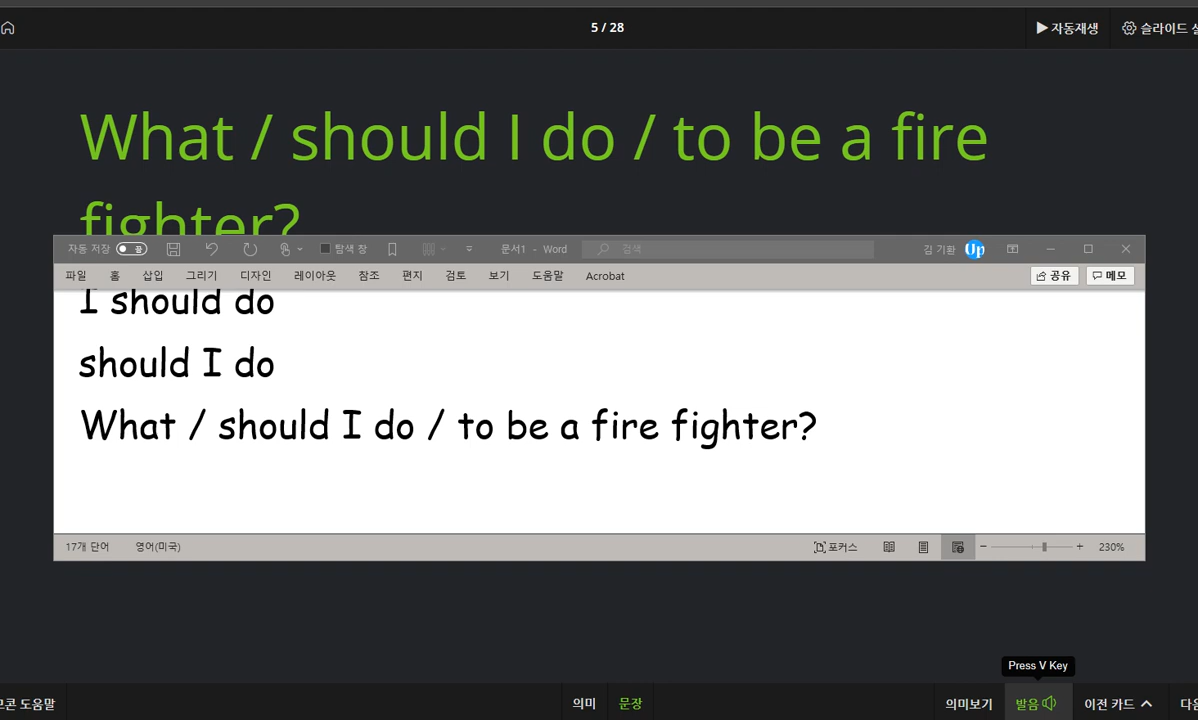 5 / 28
▶ 자동재생
슬라이드
What / should I do / to be a fire
fighter?
자동 저장 끔
탐색 창
문서1 - Word
검색
김 기환
Up
파일 홈 삽입 그리기 디자인 레이아웃 참조 편지 검토 보기 도움말 Acrobat
공유 메모
I should do
should I do
What / should I do / to be a fire fighter?
17개 단어 영어(미국)
포커스
- + 230%
Press V Key
도움말
의미 문장
의미보기 발음 이전 카드